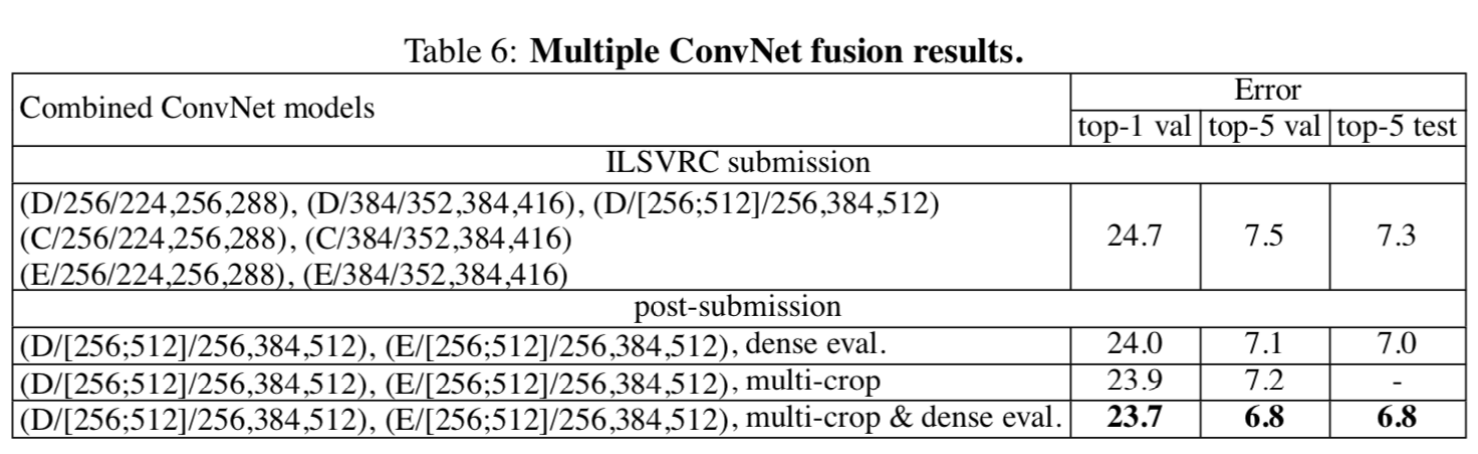 Table 6: Multiple ConvNet fusion results.
Combined ConvNet models
Error
top-1 val top-5 val top-5 test
ILSVRC submission
(D/256/224,256,288), (D/384/352,384,416), (D/[256;512]/256,384,512)
(C/256/224,256,288), (C/384/352,384,416)
(E/256/224,256,288), (E/384/352,384,416)
24.7 7.5 7.3
post-submission
(D/[256;512]/256,384,512), (E/[256;512]/256,384,512), dense eval. 24.0 7.1 7.0
(D/[256;512]/256,384,512), (E/[256;512]/256,384,512), multi-crop 23.9 7.2 -
(D/[256;512]/256,384,512), (E/[256;512]/256,384,512), multi-crop & dense eval. 23.7 6.8 6.8